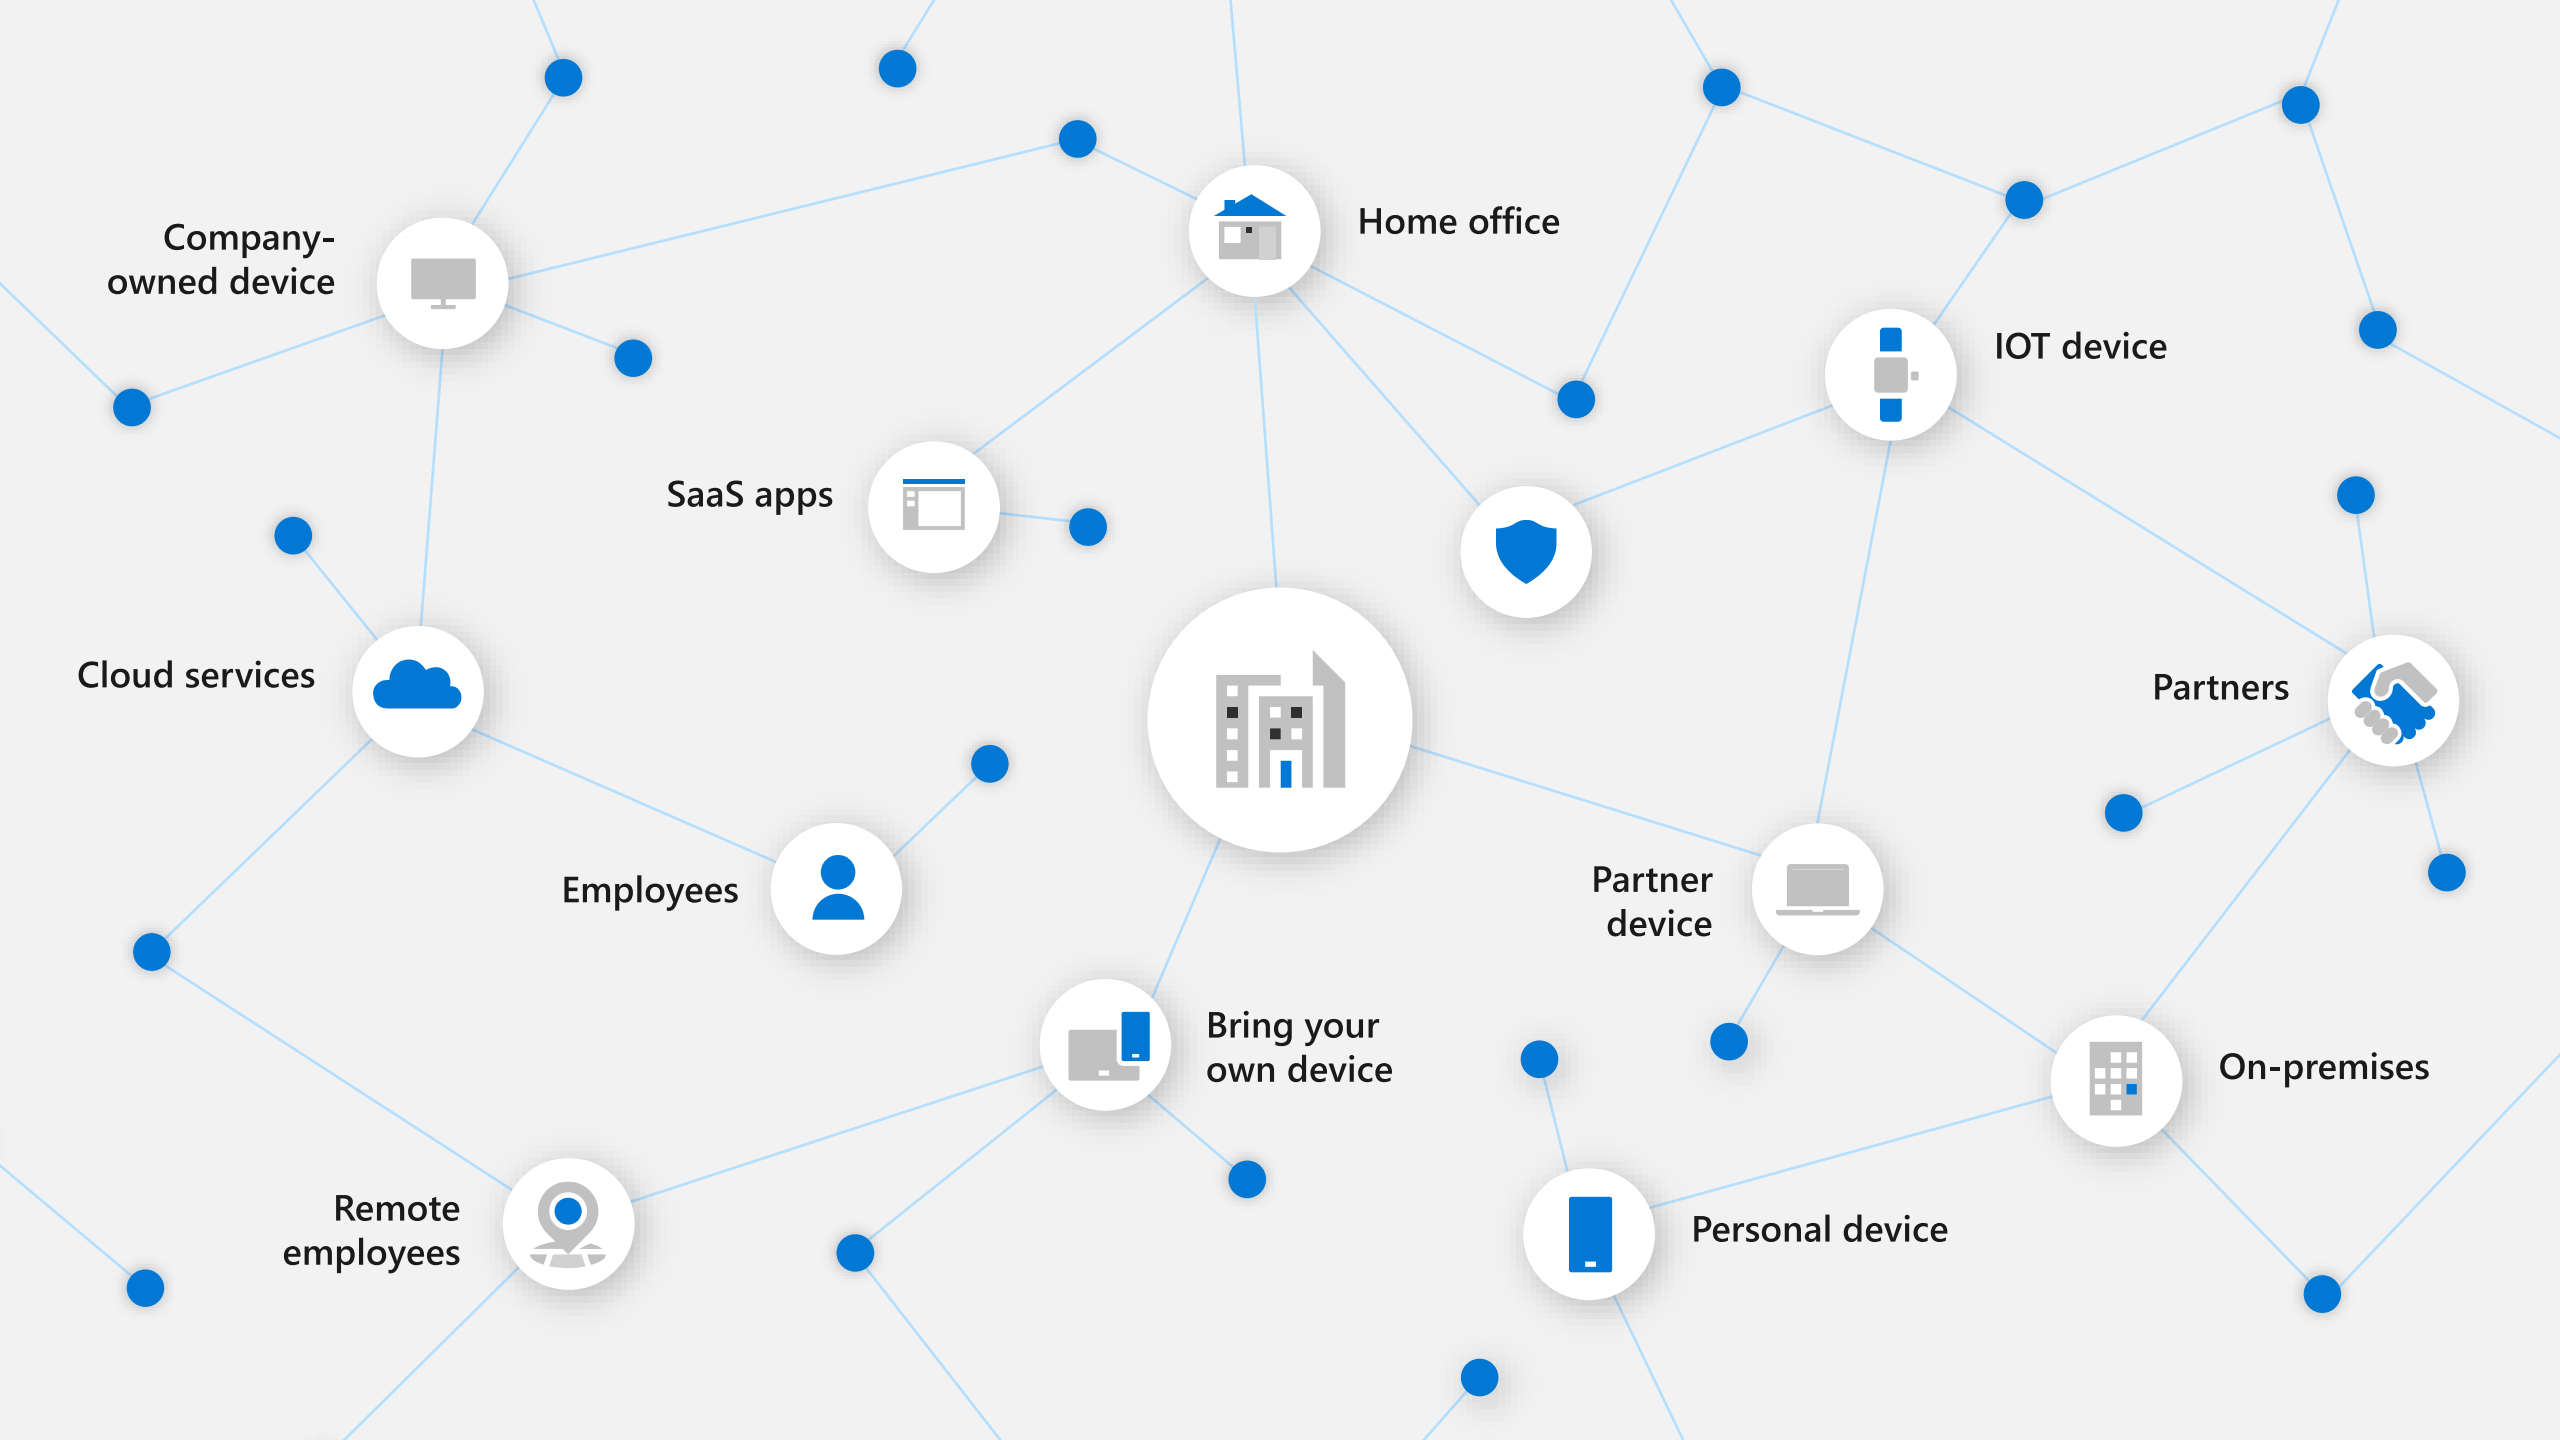 Company-
owned device
Home office
IOT device
SaaS apps
Cloud services
Partners
Employees
Partner
device
Bring your
own device
On-premises
Remote
employees
Personal device